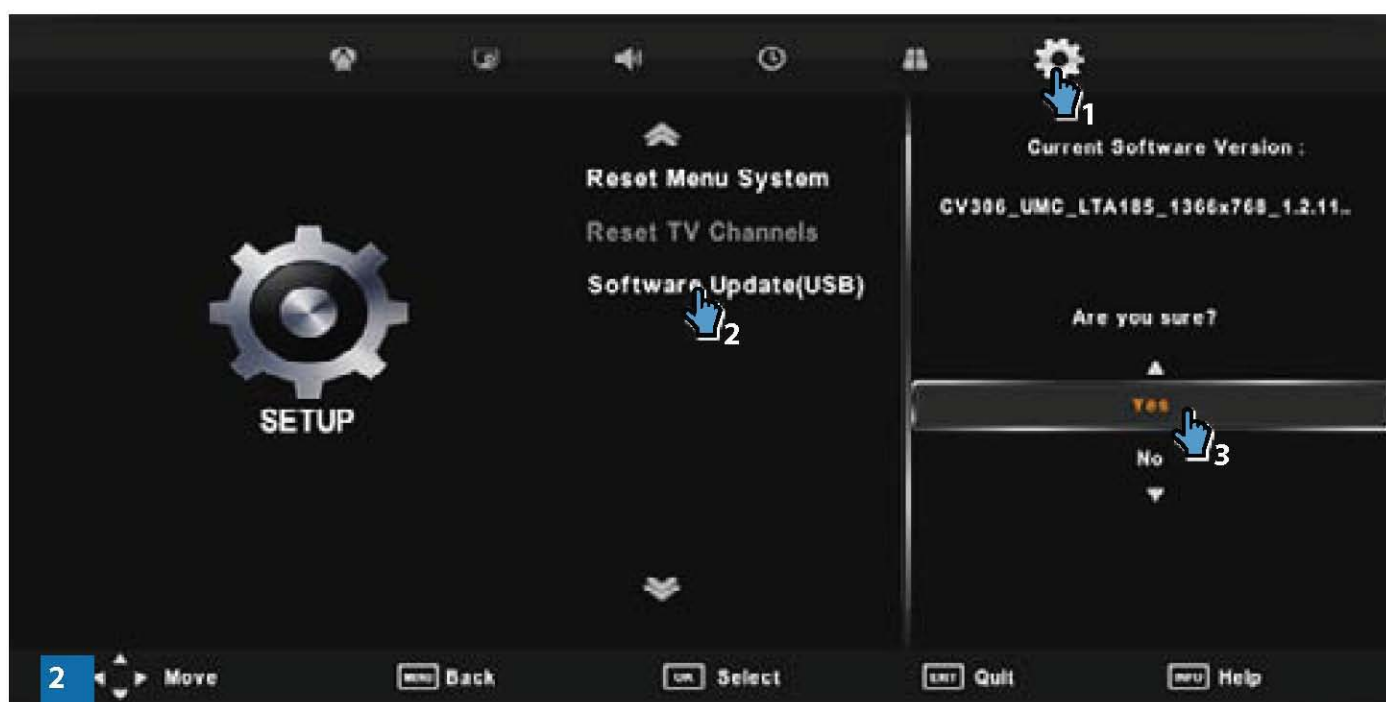 1
Current Software Version :
Reset Menu System
CV306_UMC_LTA185_1366x768_1.2.11..
Reset TV Channels
Software Update(USB)
2
Are you sure?
Yes
SETUP
3
No
2 Move MENU Back Select EXIT Quit INFO Help